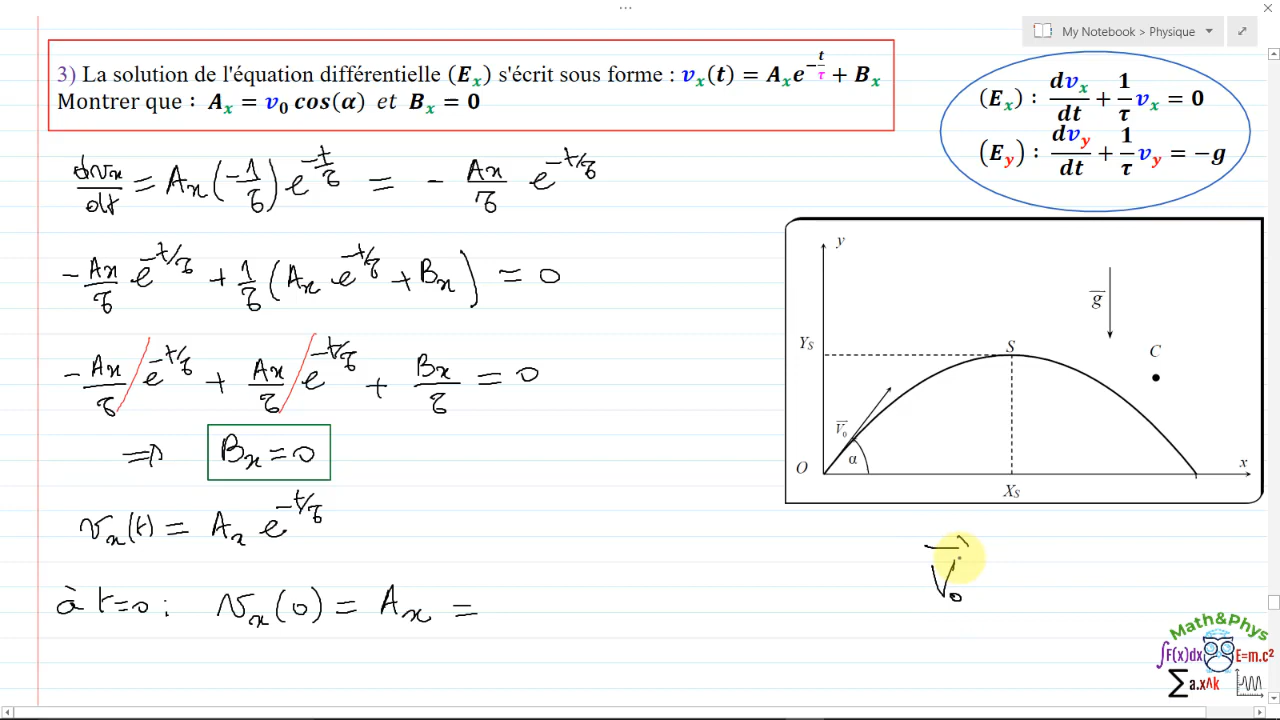 My Notebook > Physique
3) La solution de l'équation différentielle (Eₓ) s'écrit sous forme : vₓ(t) = Aₓe^(-t/τ) + Bₓ
Montrer que : Aₓ = v₀ cos(α) et Bₓ = 0
(Eₓ) : dvₓ/dt + 1/τ vₓ = 0
(E_y) : dv_y/dt + 1/τ v_y = -g
dvₓ/dt = Aₓ(-1/τ) e^(-t/τ) = - Aₓ/τ e^(-t/τ)
-Aₓ/τ e^(-t/τ) + 1/τ (Aₓ e^(-t/τ) + Bₓ) = 0
-Aₓ/τ e^(-t/τ) + Aₓ/τ e^(-t/τ) + Bₓ/τ = 0
⇒ Bₓ = 0
vₓ(t) = Aₓ e^(-t/τ)
à t=0 : vₓ(0) = Aₓ =
y
g
Y_S
S
C
V₀
α
O
x
X_S
V₀
Math&Phys
∫F(x)dx E=m.c²
∑ a.x^k